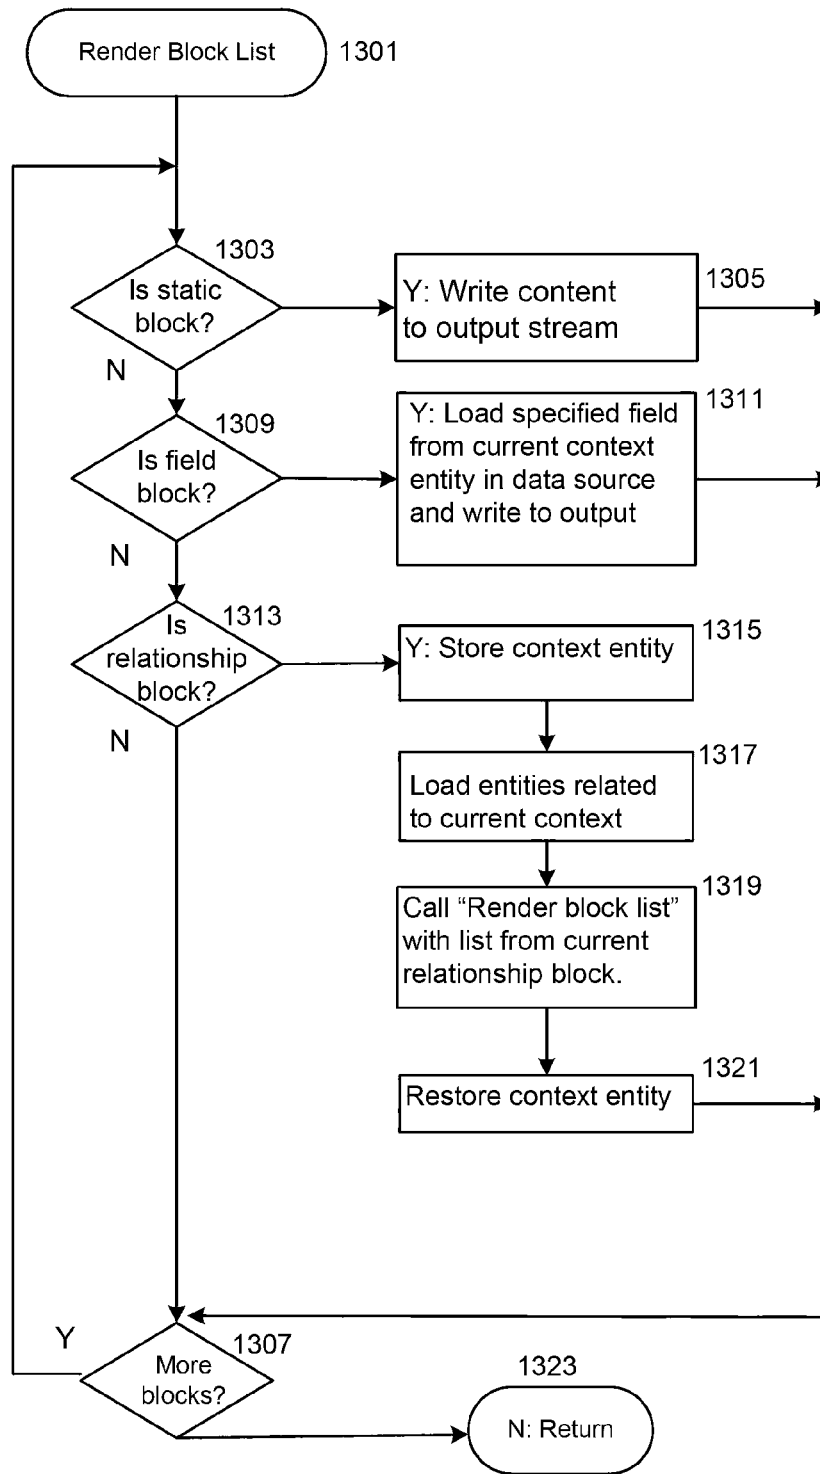 Render Block List
1301
1303
Is static
block?
Y: Write content
to output stream
1305
N
1309
Is field
block?
Y: Load specified field
from current context
entity in data source
and write to output
1311
N
1313
Is
relationship
block?
Y: Store context entity
1315
N
Load entities related
to current context
1317
Call “Render block list”
with list from current
relationship block.
1319
Restore context entity
1321
Y
1307
More
blocks?
1323
N: Return